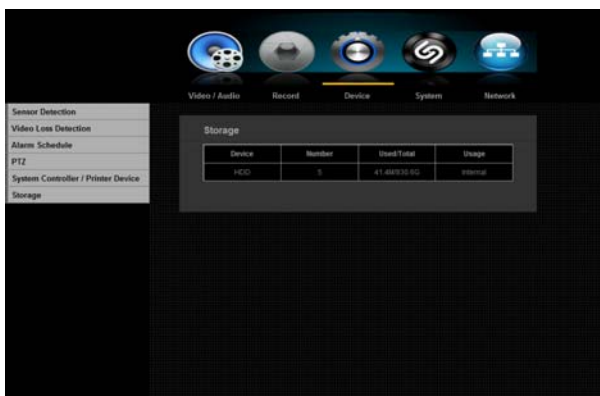 Video / Audio Record Device System Network
Sensor Detection
Video Loss Detection
Alarm Schedule
PTZ
System Controller / Printer Device
Storage
Storage
Device Number Used/Total Usage
HDD 5 Internal